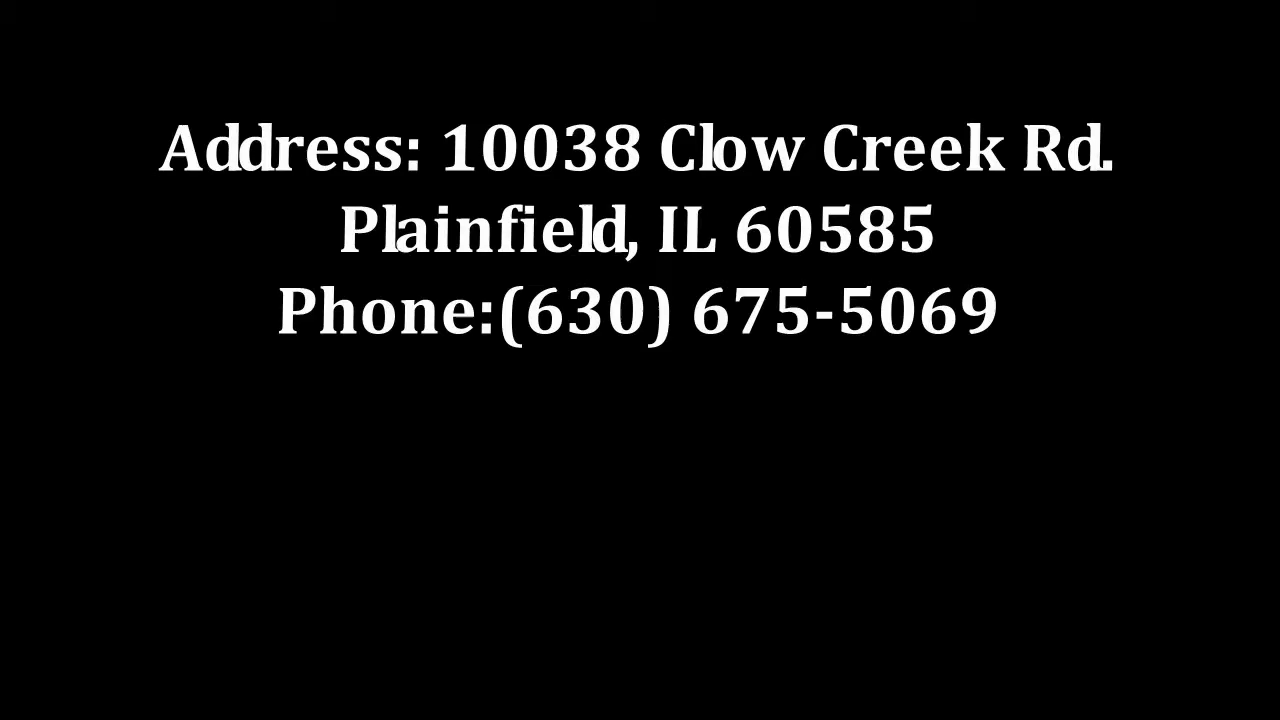 Address: 10038 Clow Creek Rd.
Plainfield, IL 60585
Phone:(630) 675-5069